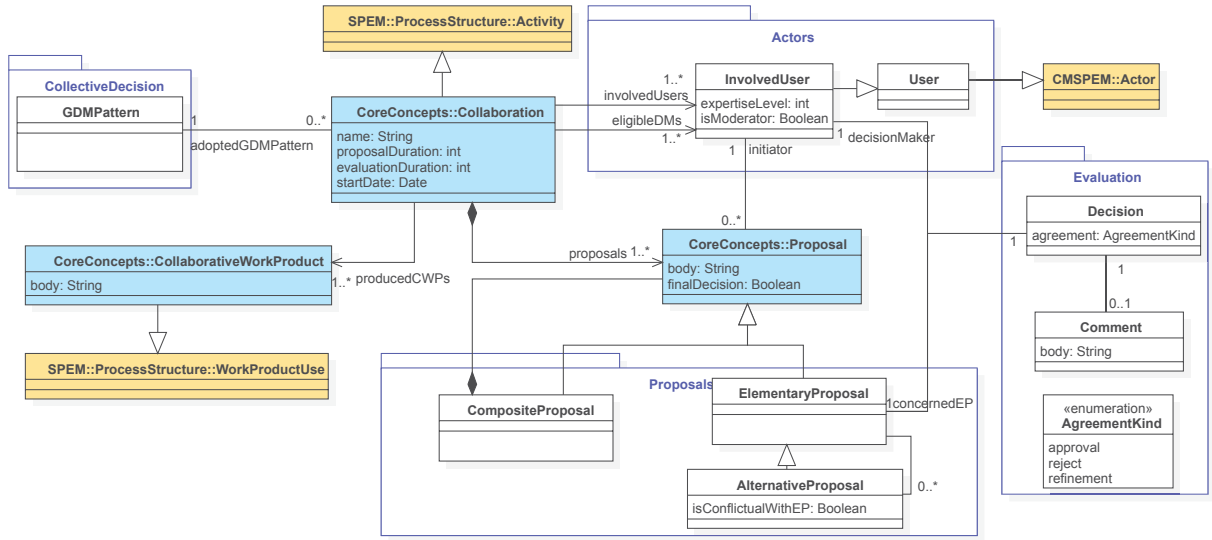 SPEM::ProcessStructure::Activity
Actors
CollectiveDecision
GDMPattern
1
adoptedGDMPattern
0..*
CoreConcepts::Collaboration
name: String
proposalDuration: int
evaluationDuration: int
startDate: Date
1..*
involvedUsers
eligibleDMs
1..*
InvolvedUser
expertiseLevel: int
isModerator: Boolean
User
CMSPEM::Actor
1
initiator
1
decisionMaker
Evaluation
Decision
agreement: AgreementKind
1
1
0..1
Comment
body: String
«enumeration»
AgreementKind
approval
reject
refinement
0..*
CoreConcepts::Proposal
body: String
finalDecision: Boolean
proposals
1..*
CoreConcepts::CollaborativeWorkProduct
body: String
1..*
producedCWPs
SPEM::ProcessStructure::WorkProductUse
Proposals
CompositeProposal
ElementaryProposal
1concernedEP
AlternativeProposal
isConflictualWithEP: Boolean
0..*